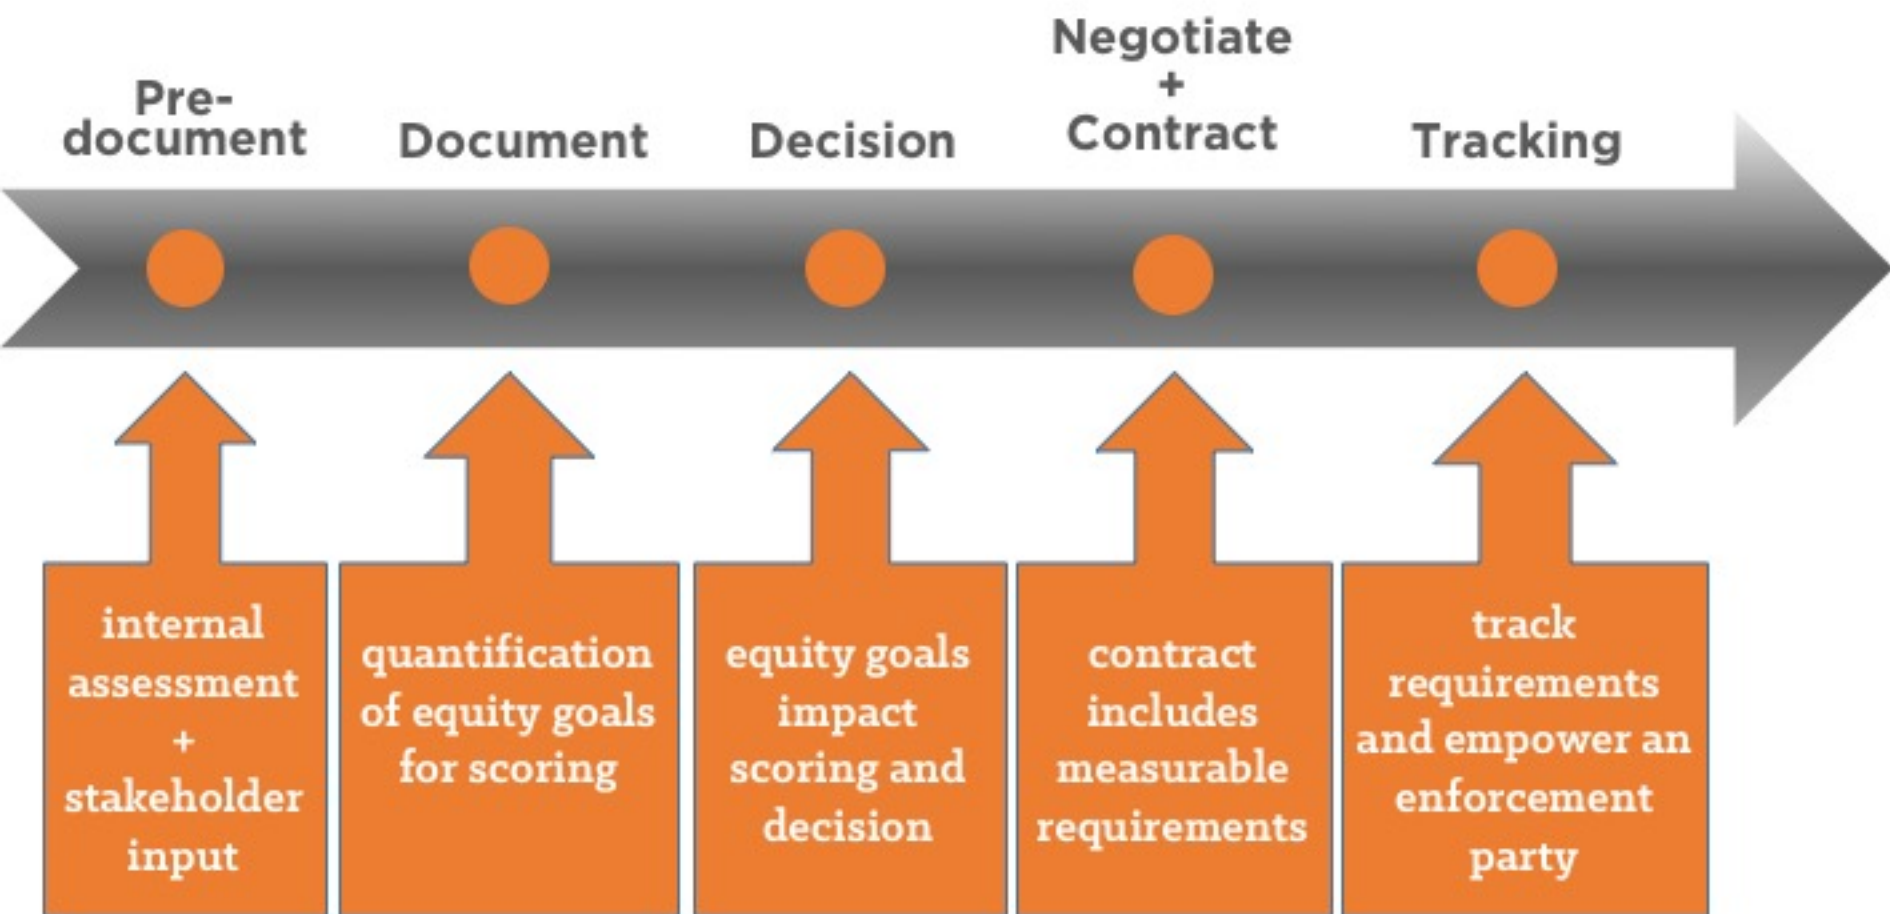 Pre-
document
Document
Decision
Negotiate
+
Contract
Tracking
internal
assessment
+
stakeholder
input
quantification
of equity goals
for scoring
equity goals
impact
scoring and
decision
contract
includes
measurable
requirements
track
requirements
and empower an
enforcement
party